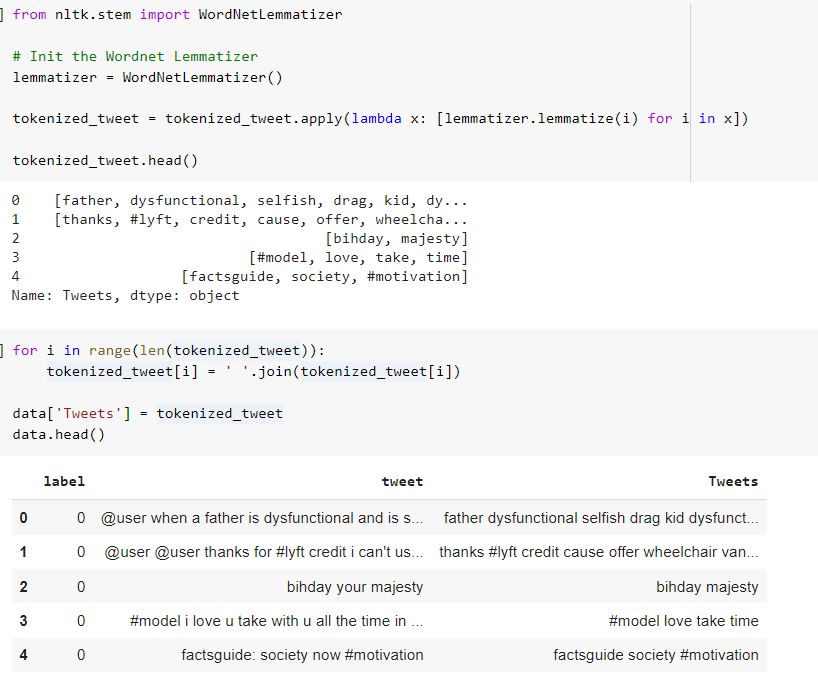 ] from nltk.stem import WordNetLemmatizer
# Init the Wordnet Lemmatizer
lemmatizer = WordNetLemmatizer()
tokenized_tweet = tokenized_tweet.apply(lambda x: [lemmatizer.lemmatize(i) for i in x])
tokenized_tweet.head()
0    [father, dysfunctional, selfish, drag, kid, dy...
1    [thanks, #lyft, credit, cause, offer, wheelcha...
2    [bihday, majesty]
3    [#model, love, take, time]
4    [factsguide, society, #motivation]
Name: Tweets, dtype: object
] for i in range(len(tokenized_tweet)):
    tokenized_tweet[i] = ' '.join(tokenized_tweet[i])
data['Tweets'] = tokenized_tweet
data.head()
label tweet Tweets
0 0 @user when a father is dysfunctional and is s... father dysfunctional selfish drag kid dysfunct...
1 0 @user @user thanks for #lyft credit i can't us... thanks #lyft credit cause offer wheelchair van...
2 0 bihday your majesty bihday majesty
3 0 #model i love u take with u all the time in ... #model love take time
4 0 factsguide: society now #motivation factsguide society #motivation